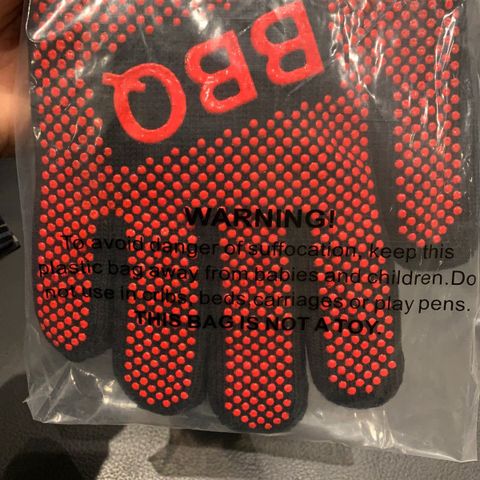 BBQ
WARNING!
To avoid danger of suffocation, keep this
plastic bag away from babies and children.Do
not use in cribs, beds,carriages or play pens.
THIS BAG IS NOT A TOY.